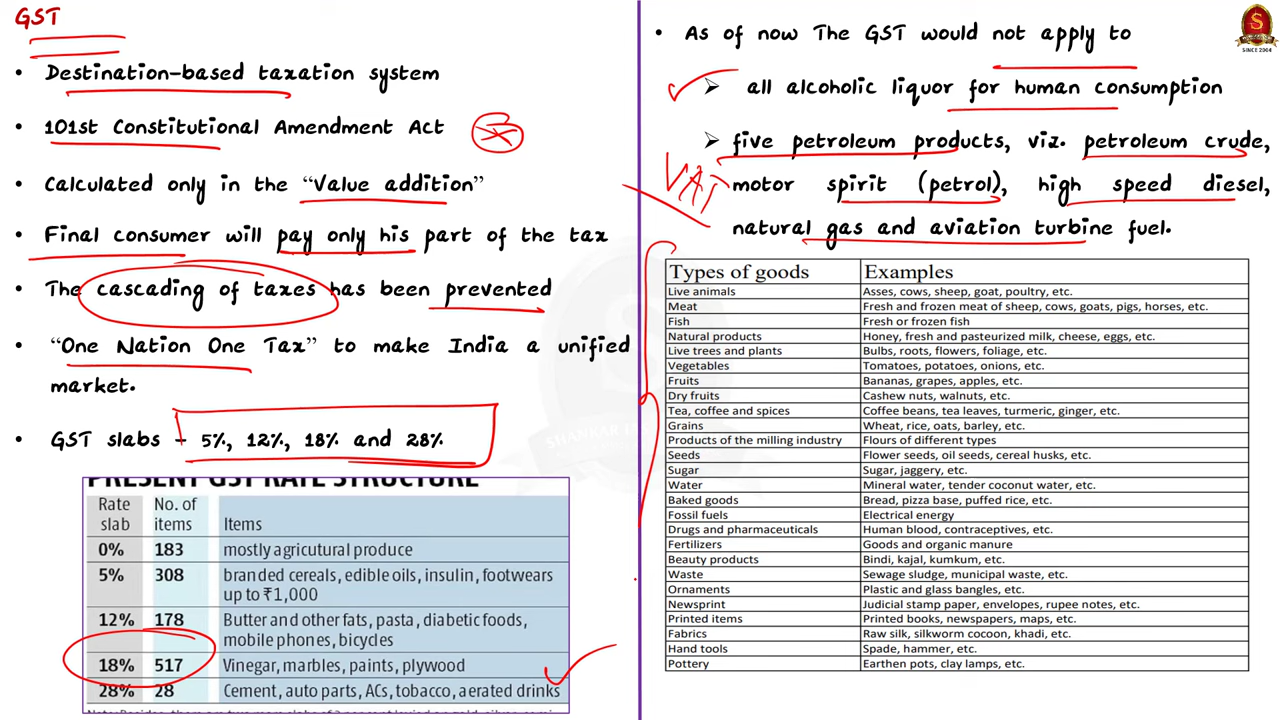 GST
• Destination-based taxation system
• 101st Constitutional Amendment Act
• Calculated only in the “Value addition”
• Final consumer will pay only his part of the tax
• The cascading of taxes has been prevented
• “One Nation One Tax” to make India a unified
market.
• GST slabs - 5%, 12%, 18% and 28%
PRESENT GST RATE STRUCTURE
Rate slab No. of items Items
0% 183 mostly agricutural produce
5% 308 branded cereals, edible oils, insulin, footwears
up to ₹1,000
12% 178 Butter and other fats, pasta, diabetic foods,
mobile phones, bicycles
18% 517 Vinegar, marbles, paints, plywood
28% 28 Cement, auto parts, ACs, tobacco, aerated drinks
• As of now The GST would not apply to
➢ all alcoholic liquor for human consumption
➢ five petroleum products, viz. petroleum crude,
motor spirit (petrol), high speed diesel,
natural gas and aviation turbine fuel.
VAT
Types of goods Examples
Live animals Asses, cows, sheep, goat, poultry, etc.
Meat Fresh and frozen meat of sheep, cows, goats, pigs, horses, etc.
Fish Fresh or frozen fish
Natural products Honey, fresh and pasteurized milk, cheese, eggs, etc.
Live trees and plants Bulbs, roots, flowers, foliage, etc.
Vegetables Tomatoes, potatoes, onions, etc.
Fruits Bananas, grapes, apples, etc.
Dry fruits Cashew nuts, walnuts, etc.
Tea, coffee and spices Coffee beans, tea leaves, turmeric, ginger, etc.
Grains Wheat, rice, oats, barley, etc.
Products of the milling industry Flours of different types
Seeds Flower seeds, oil seeds, cereal husks, etc.
Sugar Sugar, jaggery, etc.
Water Mineral water, tender coconut water, etc.
Baked goods Bread, pizza base, puffed rice, etc.
Fossil fuels Electrical energy
Drugs and pharmaceuticals Human blood, contraceptives, etc.
Fertilizers Goods and organic manure
Beauty products Bindi, kajal, kumkum, etc.
Waste Sewage sludge, municipal waste, etc.
Ornaments Plastic and glass bangles, etc.
Newsprint Judicial stamp paper, envelopes, rupee notes, etc.
Printed items Printed books, newspapers, maps, etc.
Fabrics Raw silk, silkworm cocoon, khadi, etc.
Hand tools Spade, hammer, etc.
Pottery Earthen pots, clay lamps, etc.
S
SINCE 2004
SHANKAR IAS